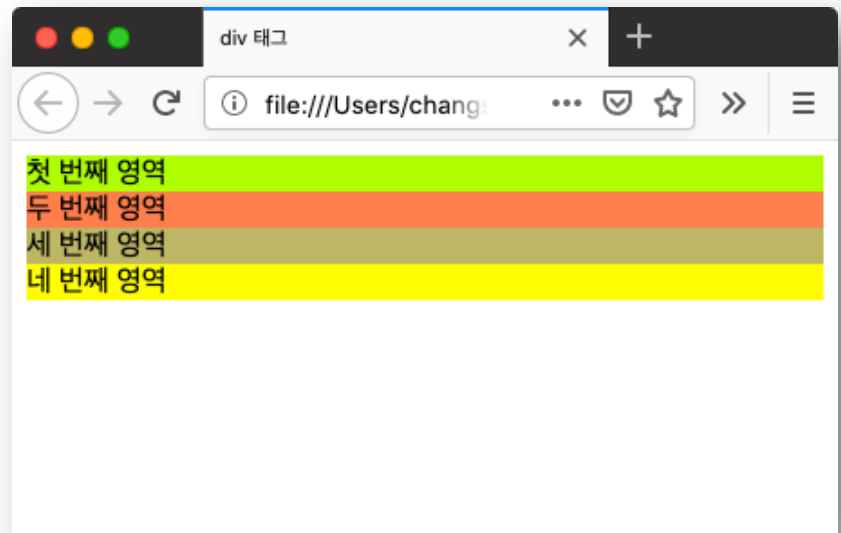 div 태그
file:///Users/changs
첫 번째 영역
두 번째 영역
세 번째 영역
네 번째 영역